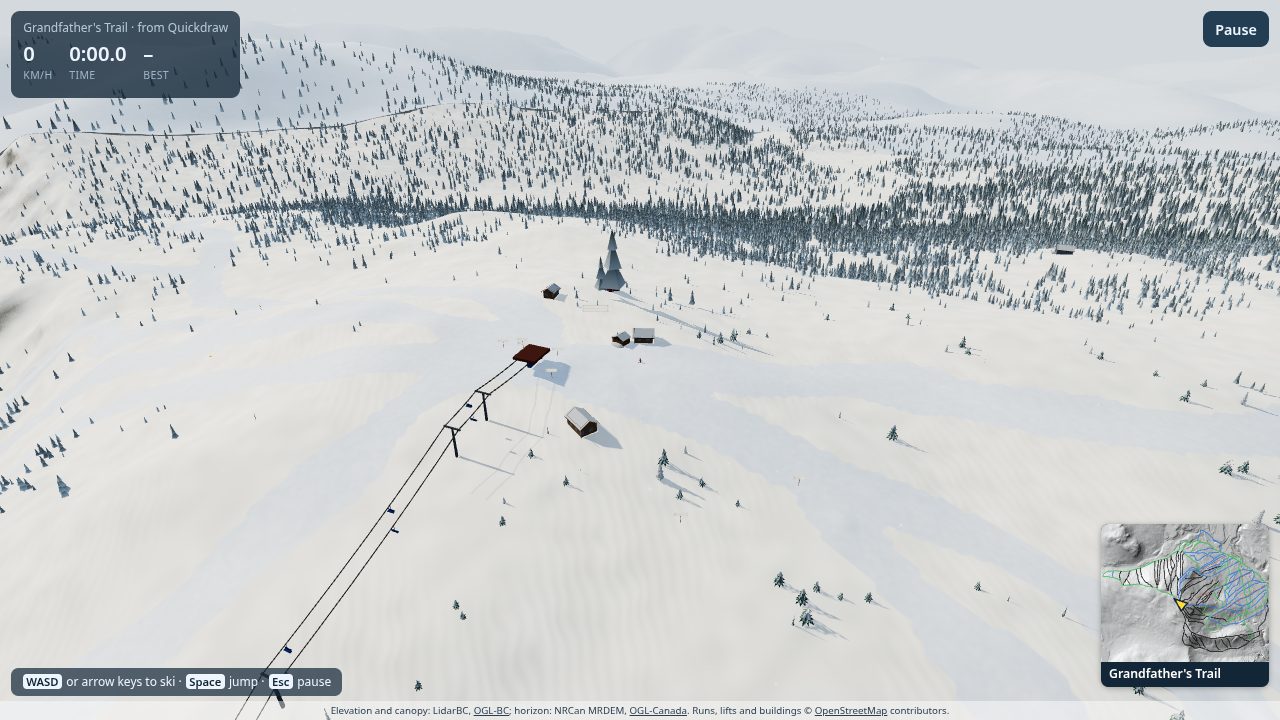 Grandfather's Trail · from Quickdraw
0 0:00.0 –
KM/H TIME BEST
Pause
Grandfather's Trail
WASD or arrow keys to ski · Space jump · Esc pause
Elevation and canopy: LidarBC, OGL-BC; horizon: NRCan MRDEM, OGL-Canada. Runs, lifts and buildings © OpenStreetMap contributors.